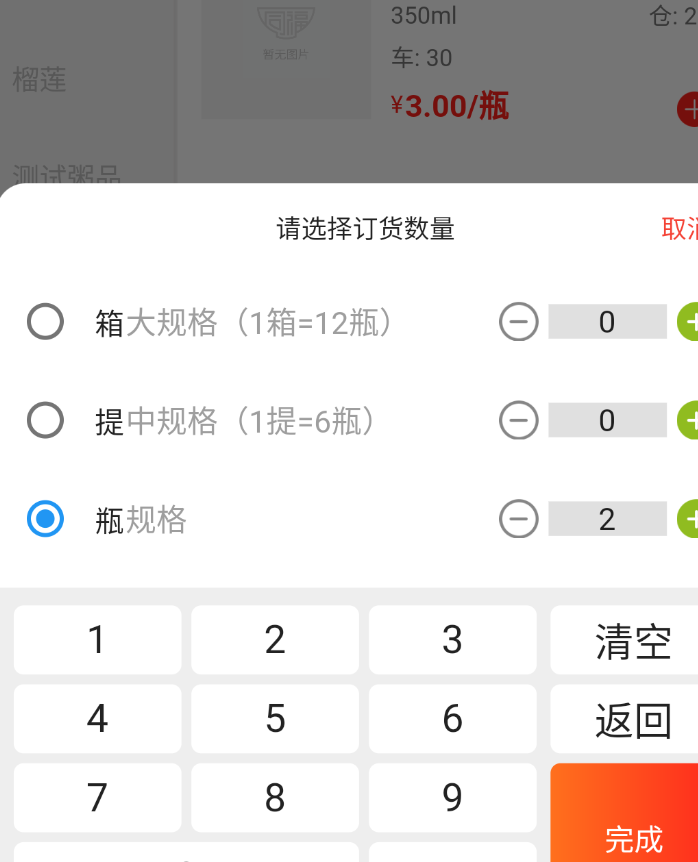 350ml
仓: 2
榴莲
同福
暂无图片
车: 30
¥3.00/瓶
测试粥品
请选择订货数量
取消
箱大规格（1箱=12瓶）
0
提中规格（1提=6瓶）
0
瓶规格
2
1 2 3 清空
4 5 6 返回
7 8 9
完成